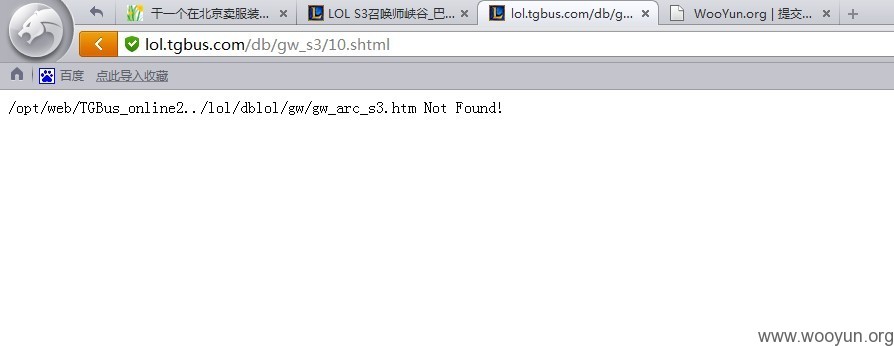 干一个在北京卖服装...
LOL S3召唤师峡谷_巴...
lol.tgbus.com/db/g...
WooYun.org | 提交...
lol.tgbus.com/db/gw_s3/10.shtml
百度 点此导入收藏
/opt/web/TGBus_online2../lol/dblol/gw/gw_arc_s3.htm Not Found!
www.wooyun.org